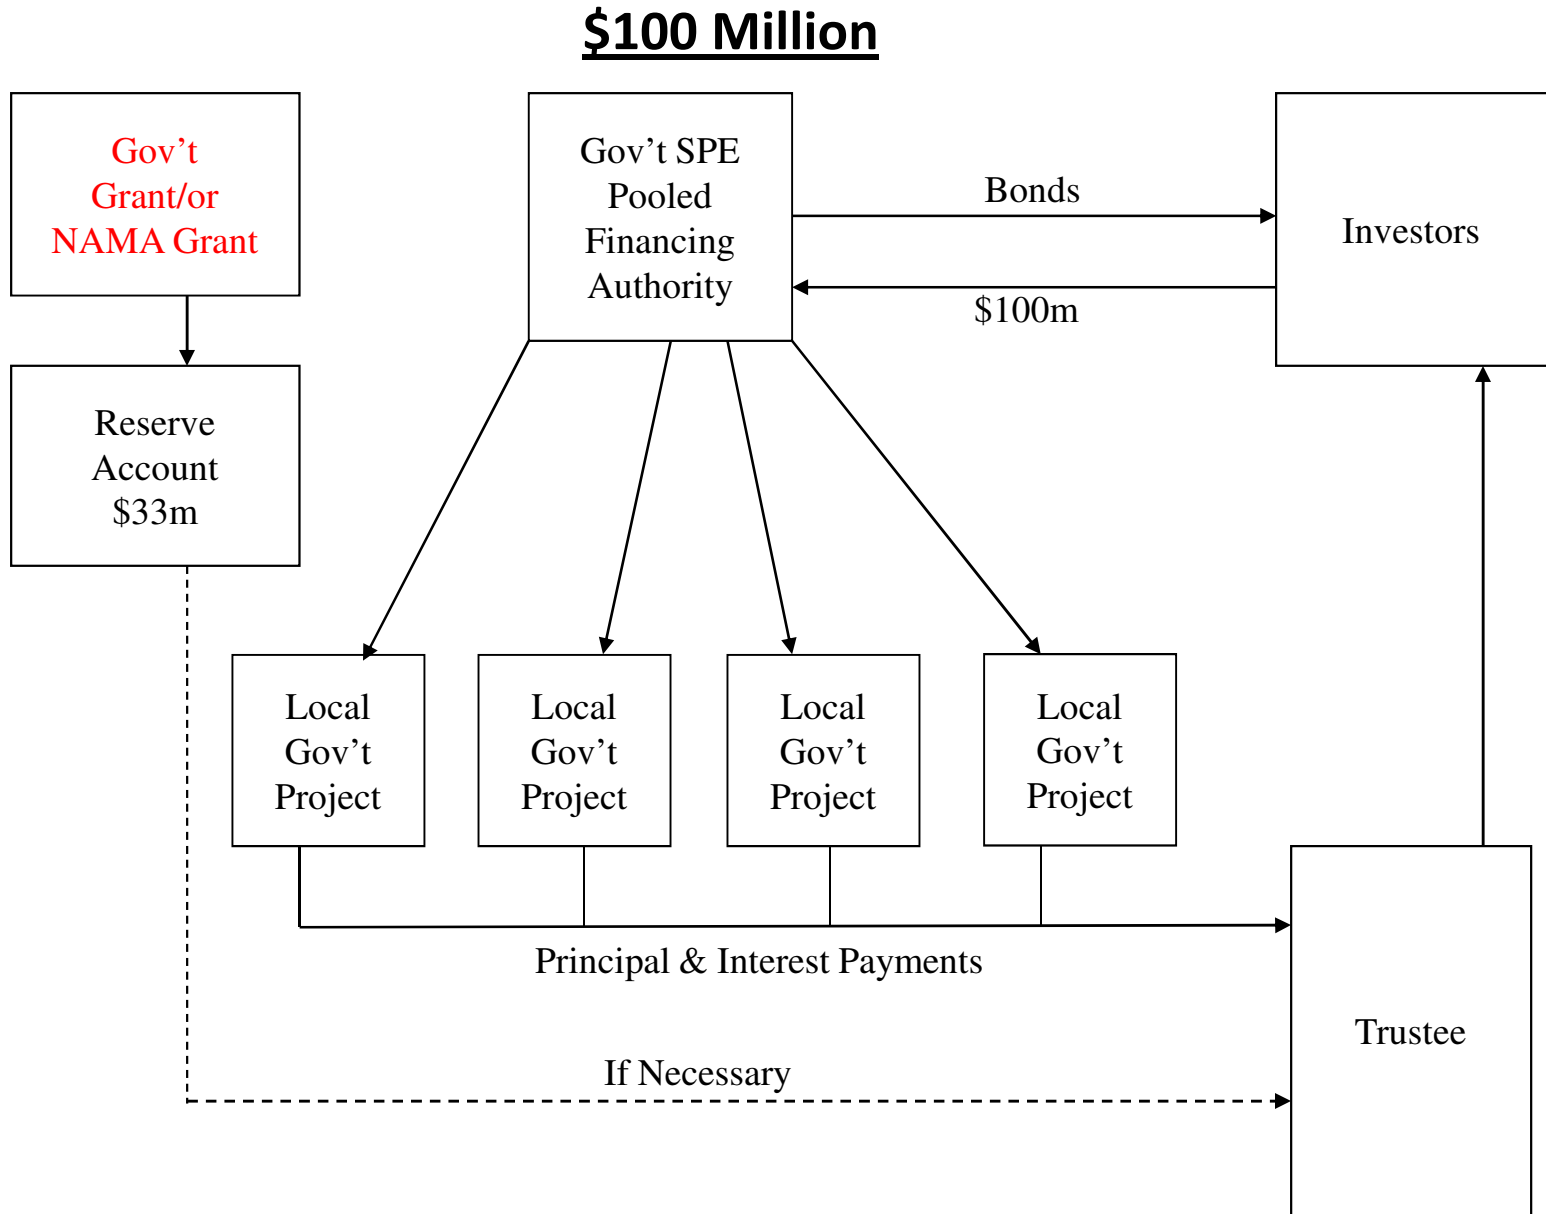 $100 Million
Gov't
Grant/or
NAMA Grant
Gov't SPE
Pooled
Financing
Authority
Bonds
$100m
Investors
Reserve
Account
$33m
Local
Gov't
Project
Local
Gov't
Project
Local
Gov't
Project
Local
Gov't
Project
Principal & Interest Payments
If Necessary
Trustee